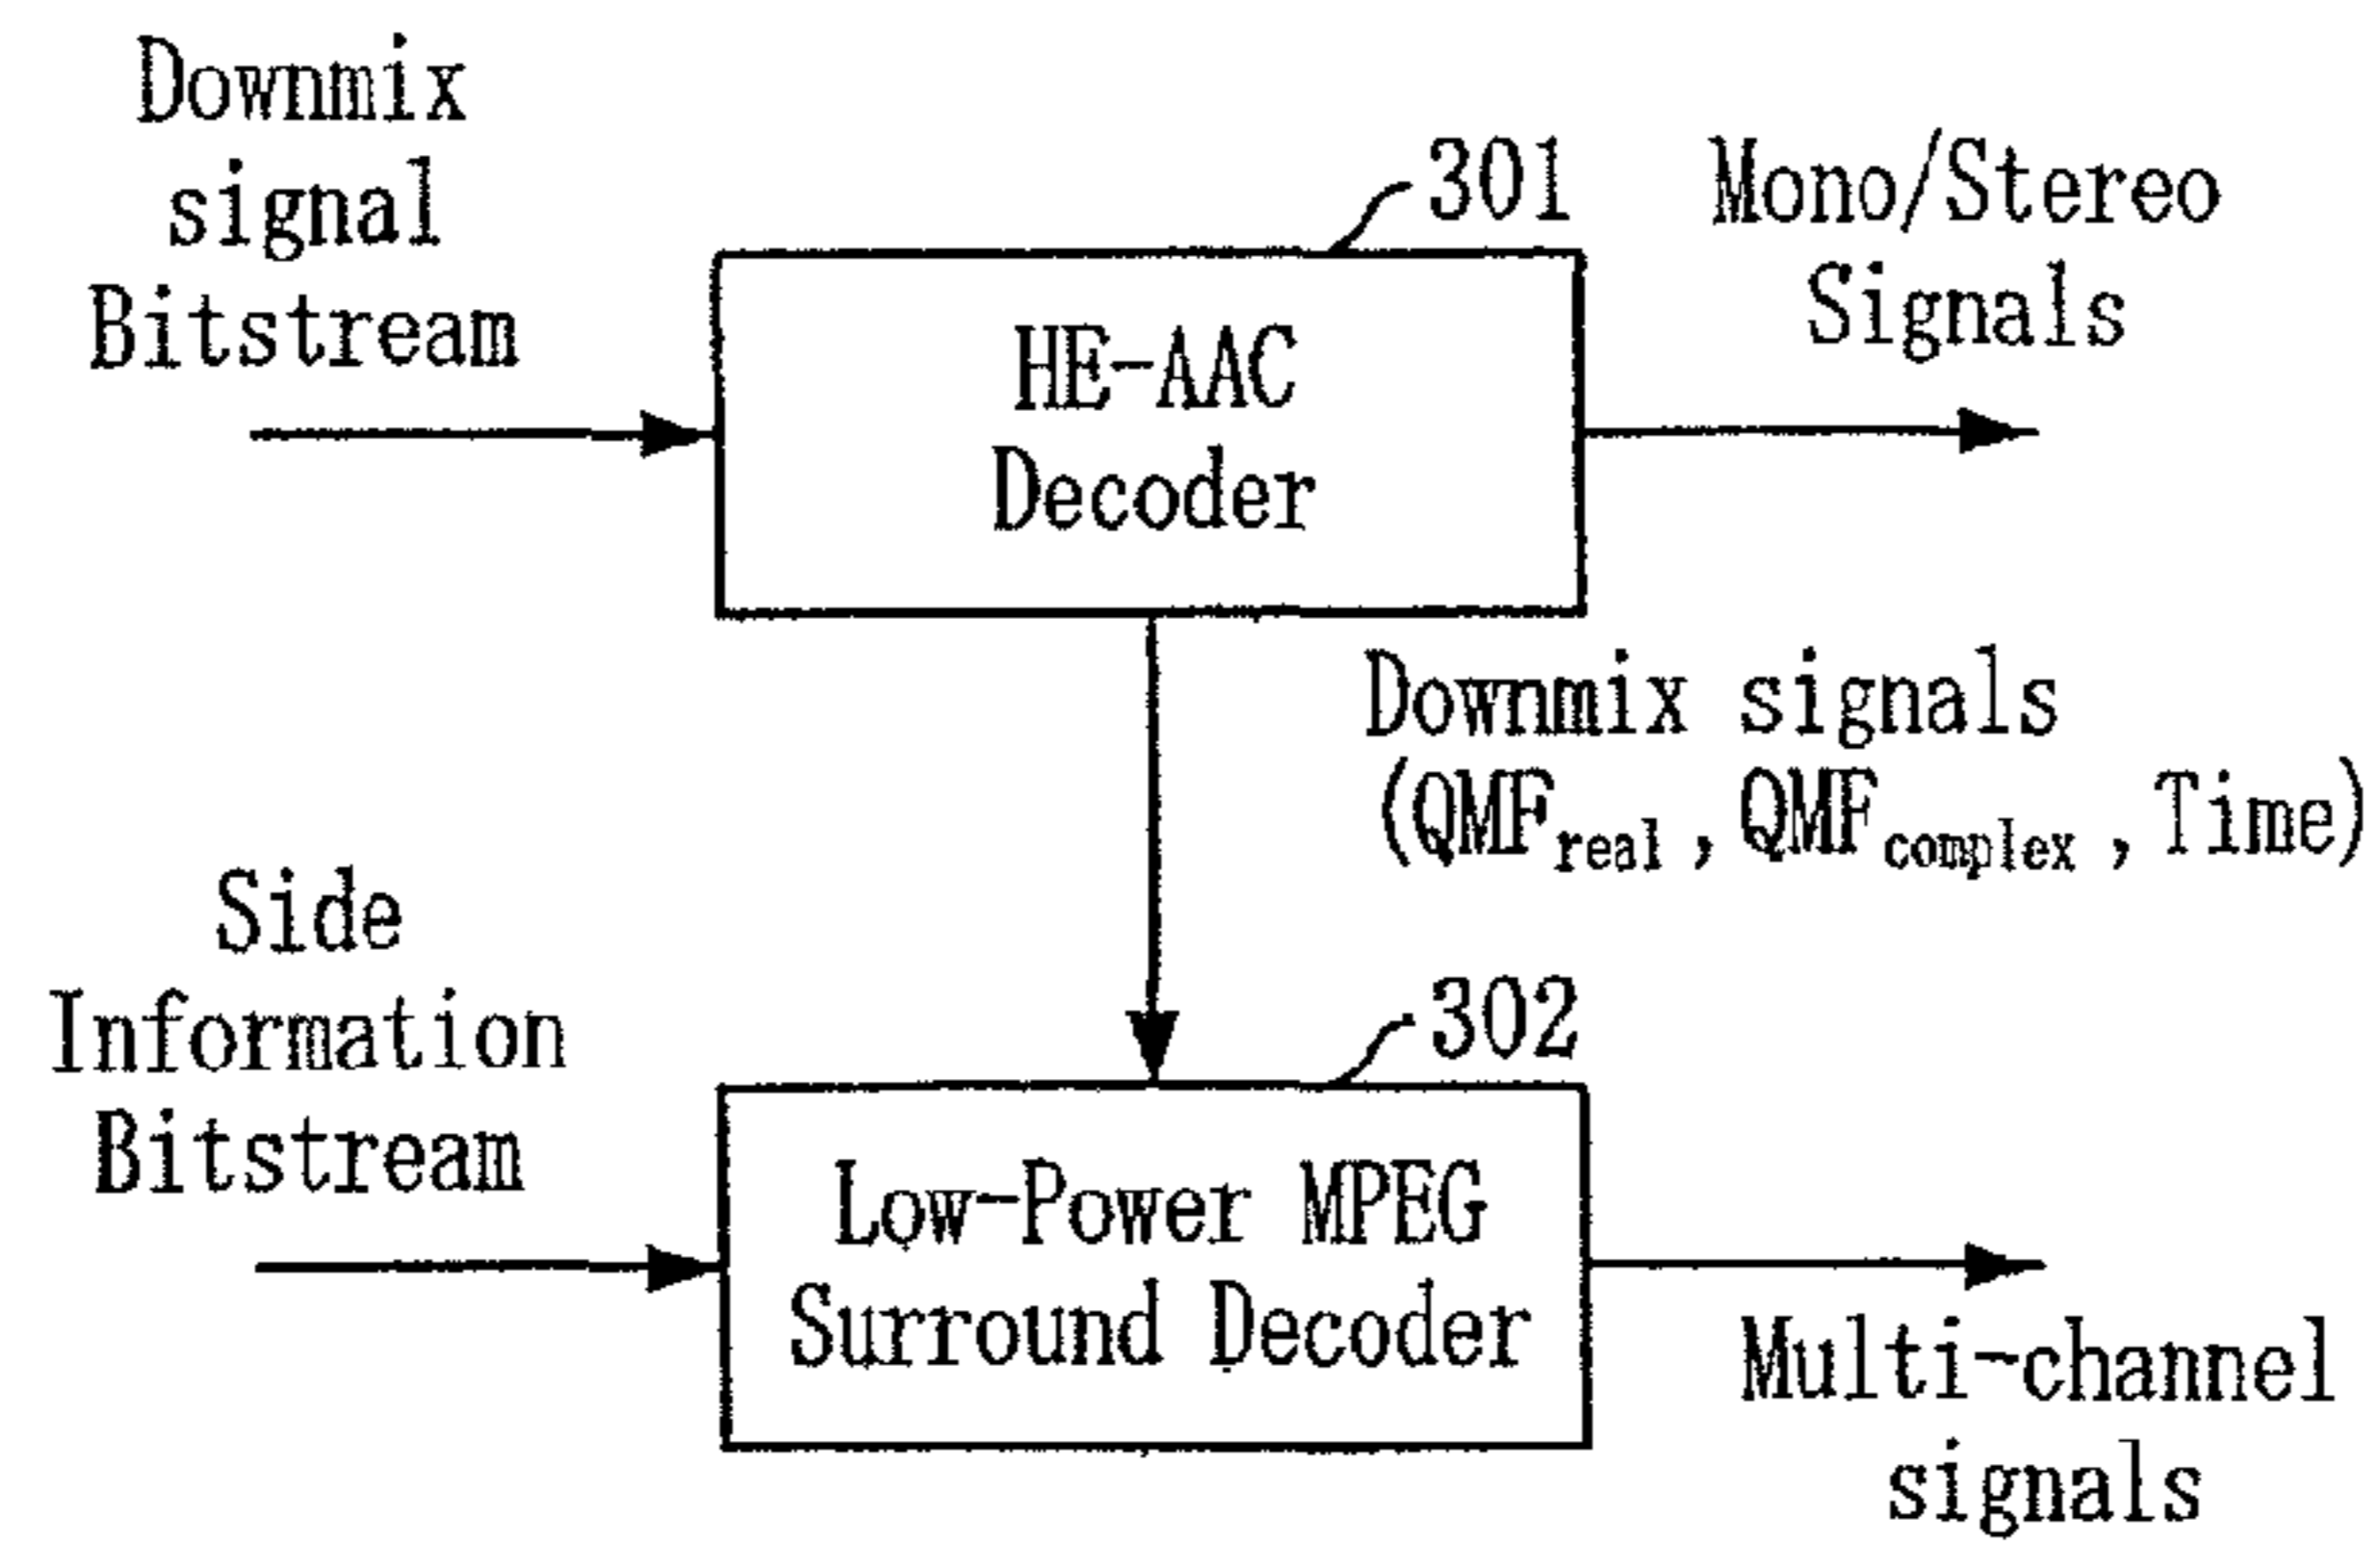 Downmix
signal
Bitstream
301
Mono/Stereo
Signals
HE-AAC
Decoder
Downmix signals
(QMFreal, QMFcomplex, Time)
Side
Information
Bitstream
302
Low-Power MPEG
Surround Decoder
Multi-channel
signals